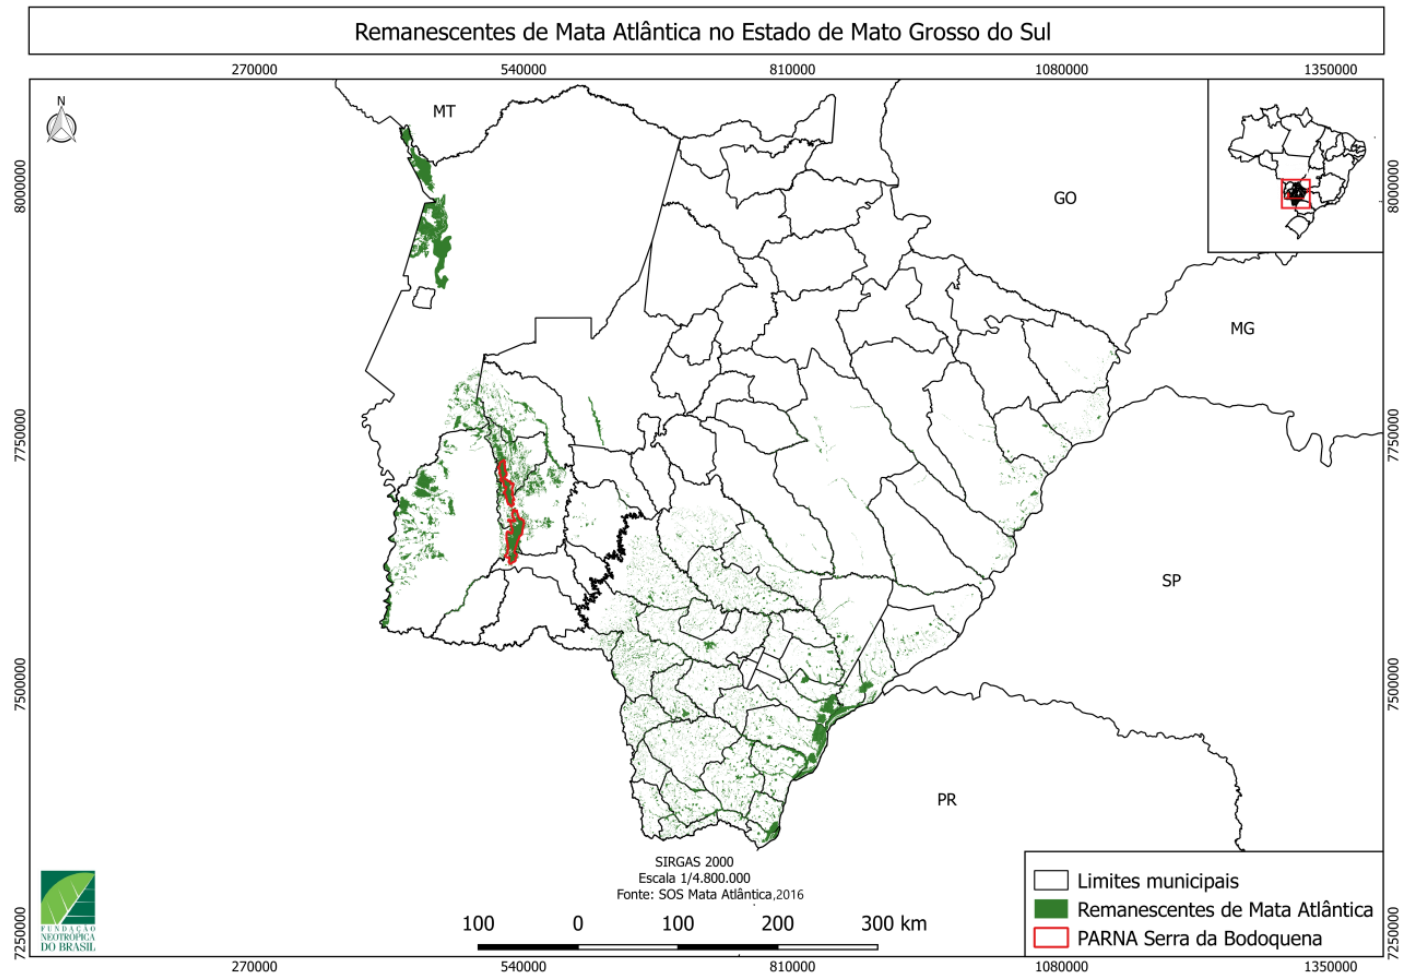 Remanescentes de Mata Atlântica no Estado de Mato Grosso do Sul
270000 540000 810000 1080000 1350000
N
MT
GO
MG
SP
PR
8000000 8000000
7750000 7750000
7500000 7500000
7250000 7250000
SIRGAS 2000
Escala 1/4.800.000
Fonte: SOS Mata Atlântica,2016
100 0 100 200 300 km
FUNDAÇÃO
NEOTRÓPICA
DO BRASIL
Limites municipais
Remanescentes de Mata Atlântica
PARNA Serra da Bodoquena
270000 540000 810000 1080000 1350000